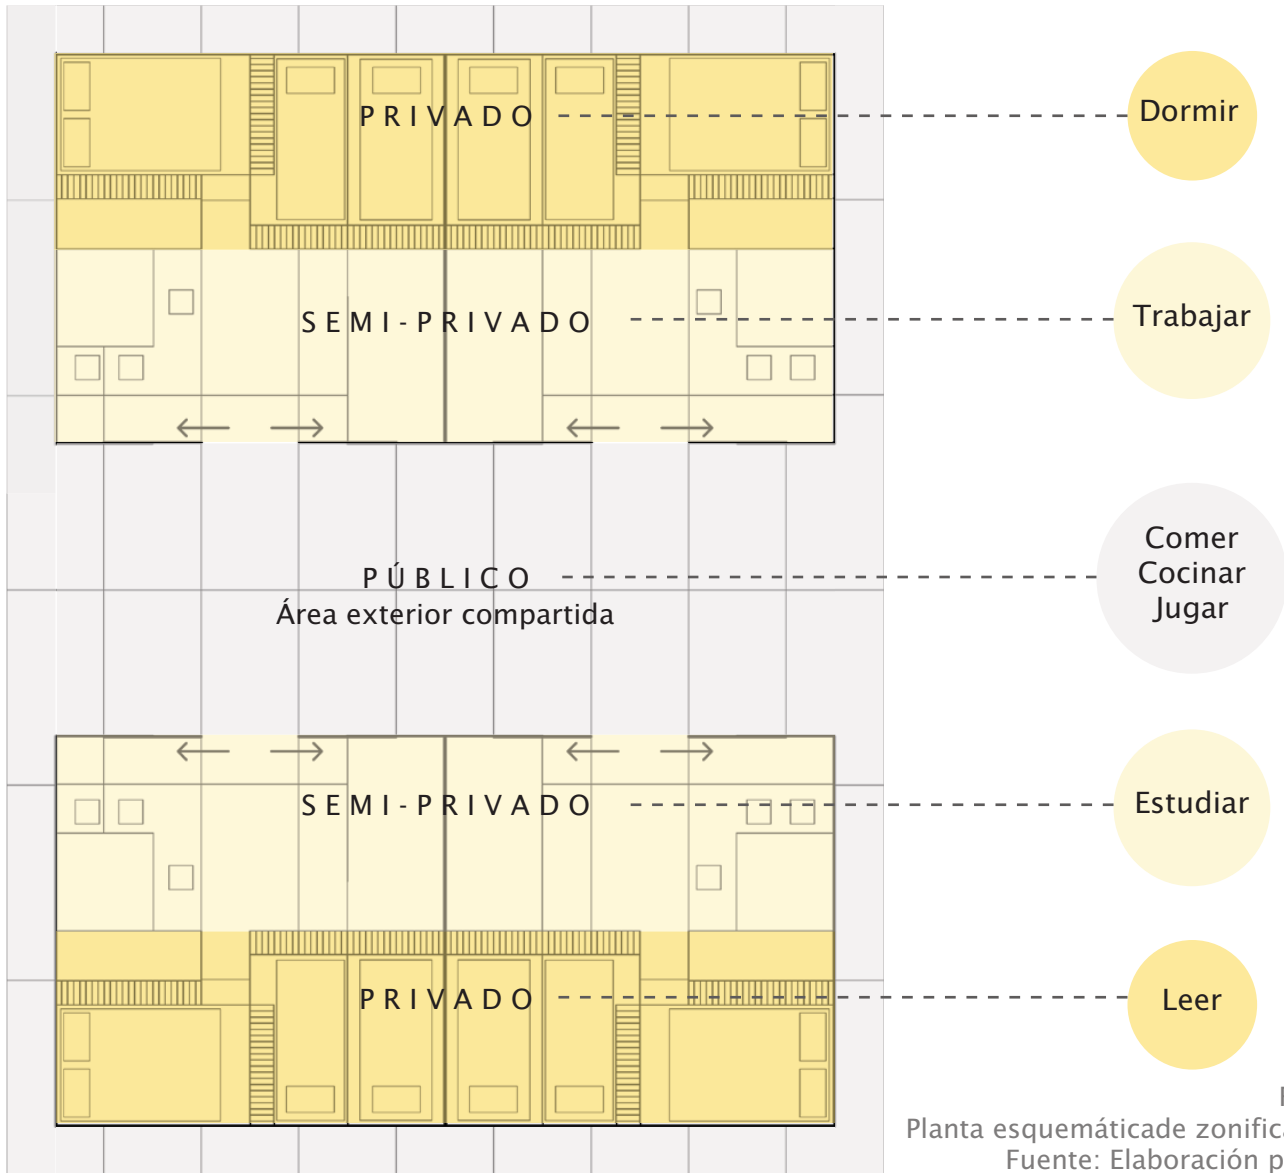 PRIVADO
Dormir
SEMI-PRIVADO
Trabajar
PÚBLICO
Área exterior compartida
Comer
Cocinar
Jugar
SEMI-PRIVADO
Estudiar
PRIVADO
Leer
Planta esquemáticade
Fuente: Elaboración